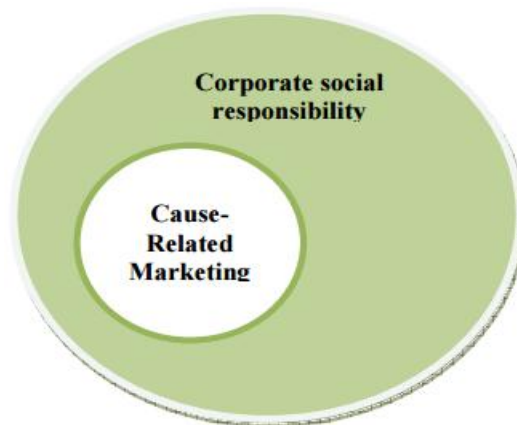 Corporate social
responsibility
Cause-
Related
Marketing